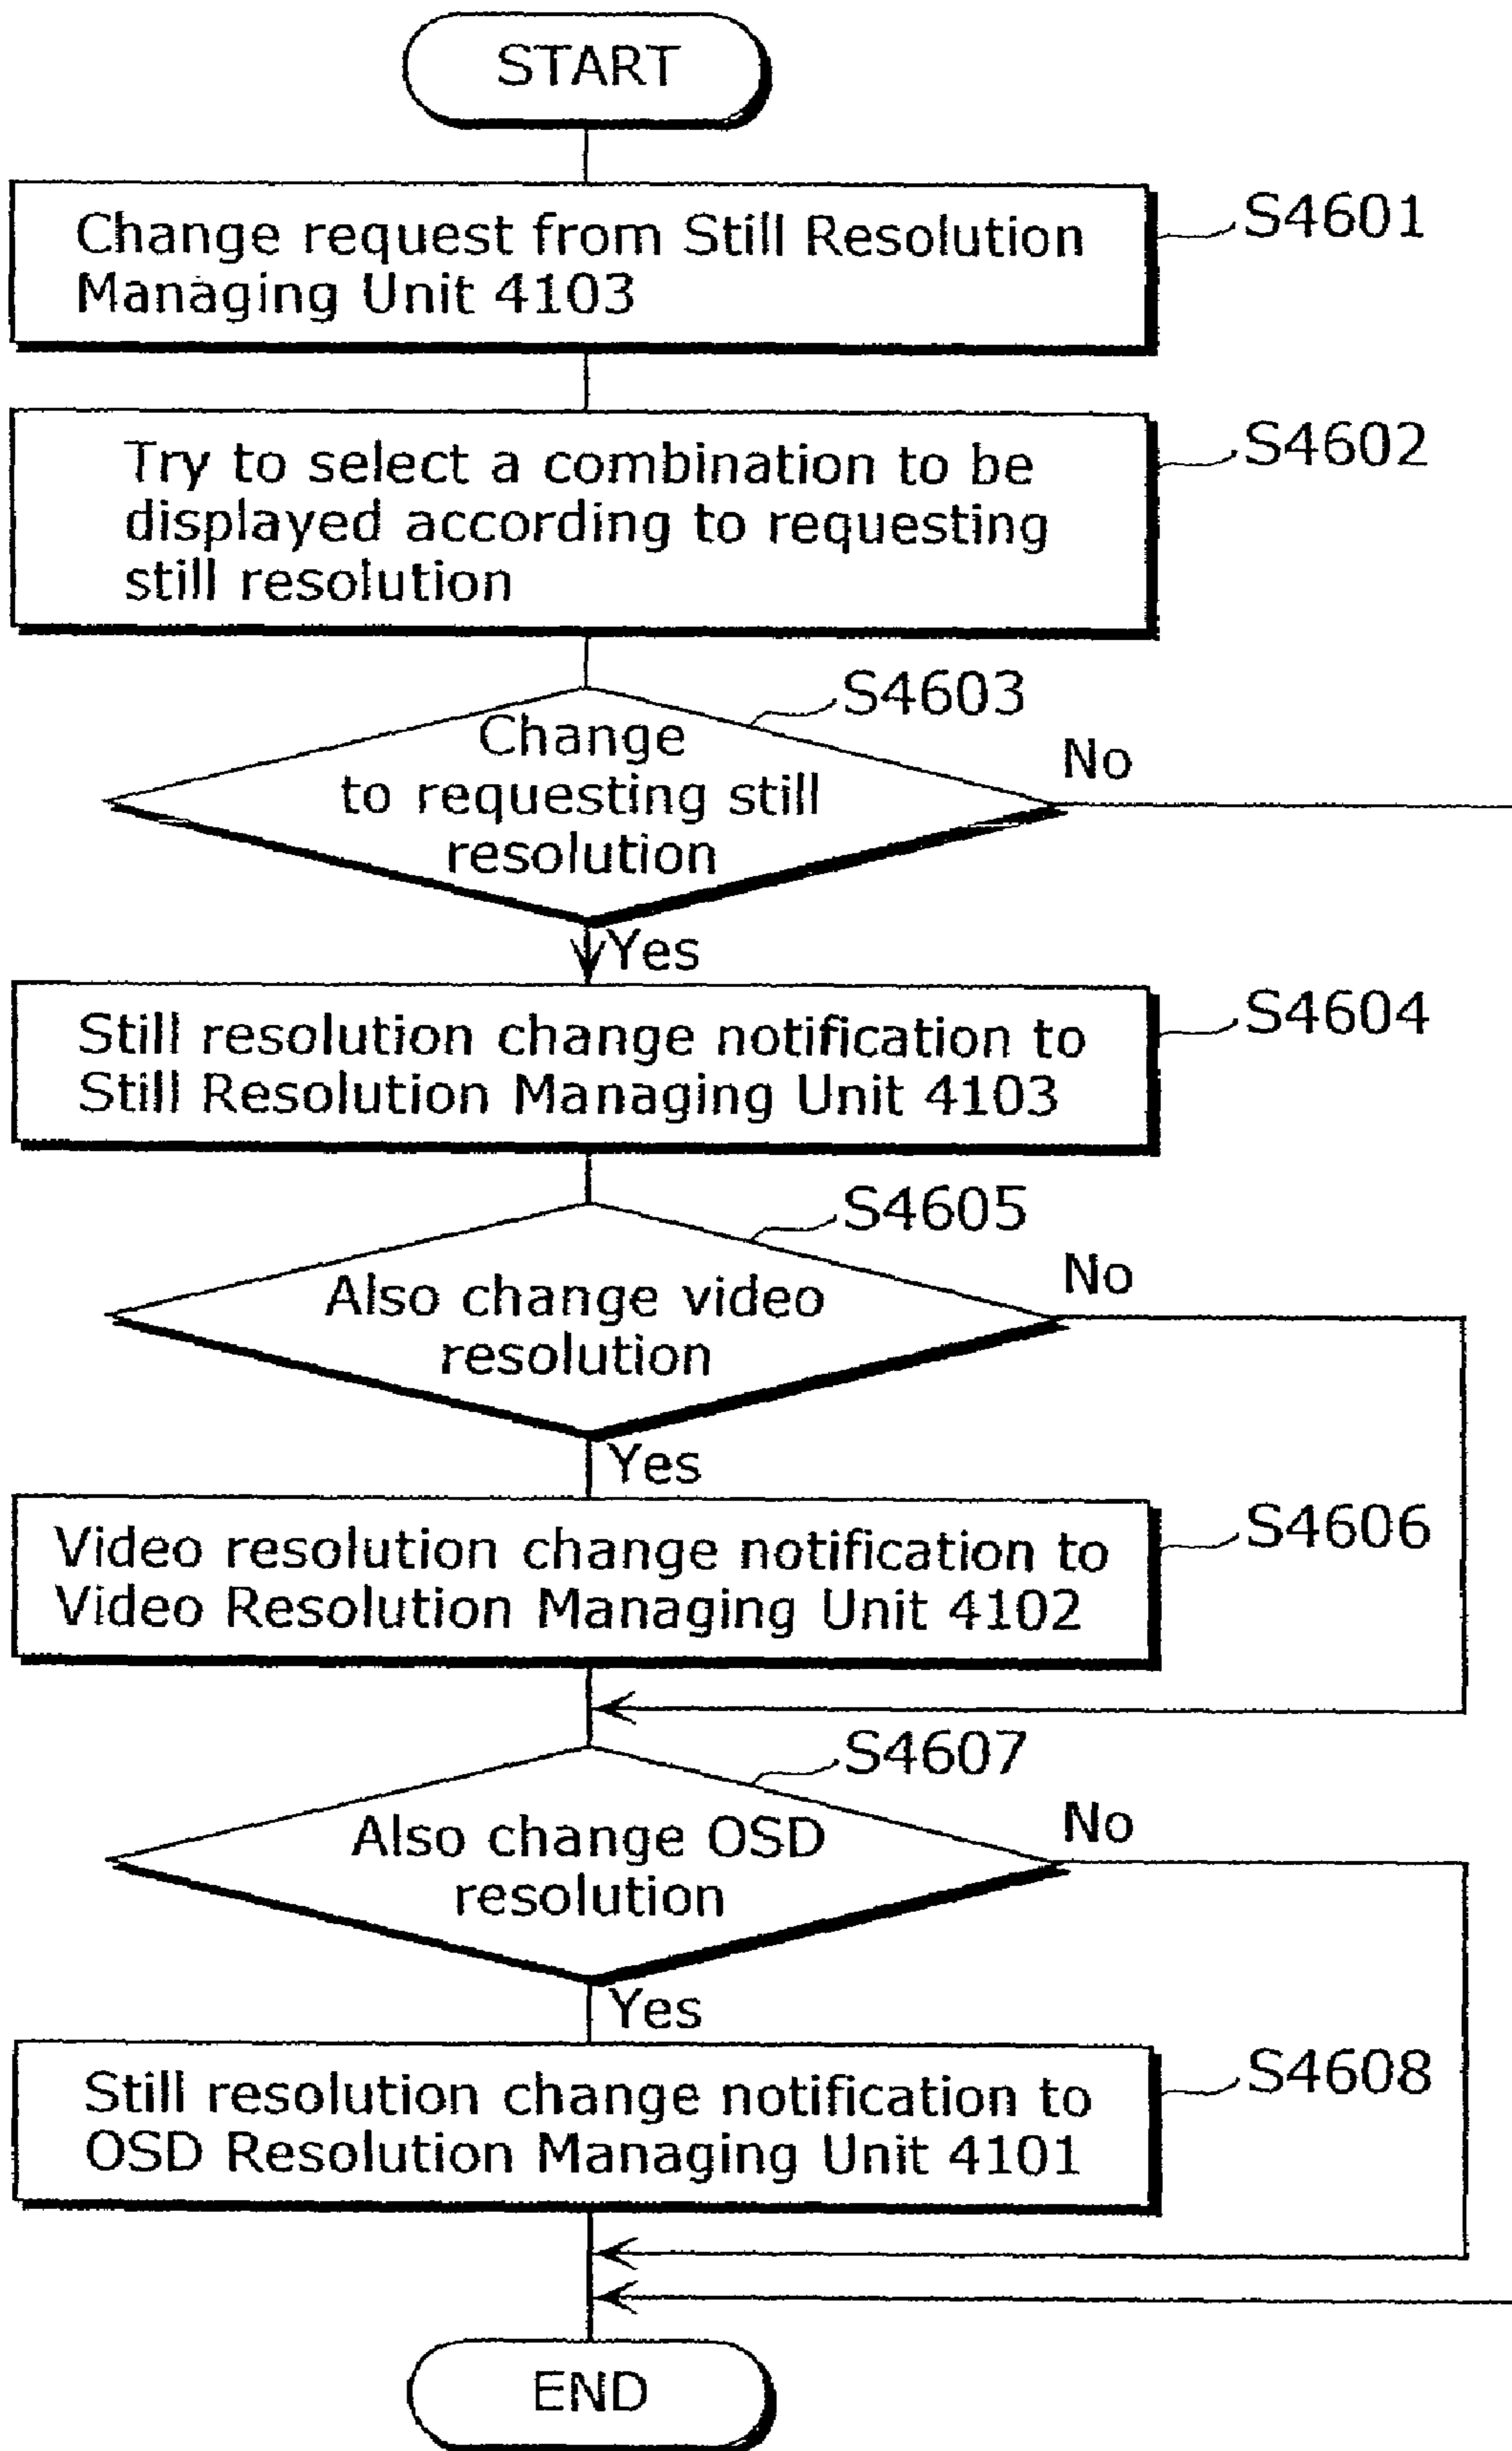 START
Change request from Still Resolution
Managing Unit 4103
S4601
Try to select a combination to be
displayed according to requesting
still resolution
S4602
S4603
Change
to requesting still
resolution
No
Yes
Still resolution change notification to
Still Resolution Managing Unit 4103
S4604
S4605
Also change video
resolution
No
Yes
Video resolution change notification to
Video Resolution Managing Unit 4102
S4606
S4607
Also change OSD
resolution
No
Yes
Still resolution change notification to
OSD Resolution Managing Unit 4101
S4608
END